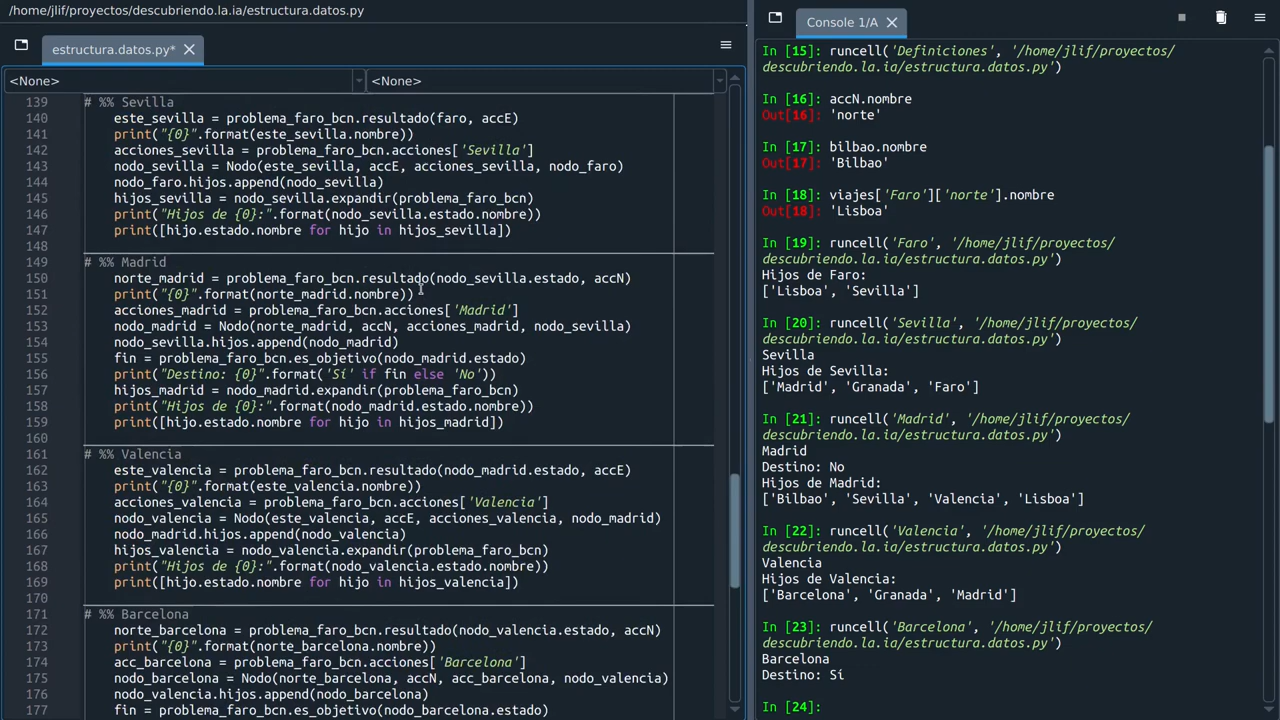 /home/jlif/proyectos/descubriendo.la.ia/estructura.datos.py
estructura.datos.py*
<None>
<None>
139 # %% Sevilla
140 este_sevilla = problema_faro_bcn.resultado(faro, accE)
141 print("{0}".format(este_sevilla.nombre))
142 acciones_sevilla = problema_faro_bcn.acciones['Sevilla']
143 nodo_sevilla = Nodo(este_sevilla, accE, acciones_sevilla, nodo_faro)
144 nodo_faro.hijos.append(nodo_sevilla)
145 hijos_sevilla = nodo_sevilla.expandir(problema_faro_bcn)
146 print("Hijos de {0}:".format(nodo_sevilla.estado.nombre))
147 print([hijo.estado.nombre for hijo in hijos_sevilla])
148
149 # %% Madrid
150 norte_madrid = problema_faro_bcn.resultado(nodo_sevilla.estado, accN)
151 print("{0}".format(norte_madrid.nombre))
152 acciones_madrid = problema_faro_bcn.acciones['Madrid']
153 nodo_madrid = Nodo(norte_madrid, accN, acciones_madrid, nodo_sevilla)
154 nodo_sevilla.hijos.append(nodo_madrid)
155 fin = problema_faro_bcn.es_objetivo(nodo_madrid.estado)
156 print("Destino: {0}".format('Sí' if fin else 'No'))
157 hijos_madrid = nodo_madrid.expandir(problema_faro_bcn)
158 print("Hijos de {0}:".format(nodo_madrid.estado.nombre))
159 print([hijo.estado.nombre for hijo in hijos_madrid])
160
161 # %% Valencia
162 este_valencia = problema_faro_bcn.resultado(nodo_madrid.estado, accE)
163 print("{0}".format(este_valencia.nombre))
164 acciones_valencia = problema_faro_bcn.acciones['Valencia']
165 nodo_valencia = Nodo(este_valencia, accE, acciones_valencia, nodo_madrid)
166 nodo_madrid.hijos.append(nodo_valencia)
167 hijos_valencia = nodo_valencia.expandir(problema_faro_bcn)
168 print("Hijos de {0}:".format(nodo_valencia.estado.nombre))
169 print([hijo.estado.nombre for hijo in hijos_valencia])
170
171 # %% Barcelona
172 norte_barcelona = problema_faro_bcn.resultado(nodo_valencia.estado, accN)
173 print("{0}".format(norte_barcelona.nombre))
174 acc_barcelona = problema_faro_bcn.acciones['Barcelona']
175 nodo_barcelona = Nodo(norte_barcelona, accN, acc_barcelona, nodo_valencia)
176 nodo_valencia.hijos.append(nodo_barcelona)
177 fin = problema_faro_bcn.es_objetivo(nodo_barcelona.estado)
Console 1/A
In [15]: runcell('Definiciones', '/home/jlif/proyectos/
descubriendo.la.ia/estructura.datos.py')
In [16]: accN.nombre
Out[16]: 'norte'
In [17]: bilbao.nombre
Out[17]: 'Bilbao'
In [18]: viajes['Faro']['norte'].nombre
Out[18]: 'Lisboa'
In [19]: runcell('Faro', '/home/jlif/proyectos/
descubriendo.la.ia/estructura.datos.py')
Hijos de Faro:
['Lisboa', 'Sevilla']
In [20]: runcell('Sevilla', '/home/jlif/proyectos/
descubriendo.la.ia/estructura.datos.py')
Sevilla
Hijos de Sevilla:
['Madrid', 'Granada', 'Faro']
In [21]: runcell('Madrid', '/home/jlif/proyectos/
descubriendo.la.ia/estructura.datos.py')
Madrid
Destino: No
Hijos de Madrid:
['Bilbao', 'Sevilla', 'Valencia', 'Lisboa']
In [22]: runcell('Valencia', '/home/jlif/proyectos/
descubriendo.la.ia/estructura.datos.py')
Valencia
Hijos de Valencia:
['Barcelona', 'Granada', 'Madrid']
In [23]: runcell('Barcelona', '/home/jlif/proyectos/
descubriendo.la.ia/estructura.datos.py')
Barcelona
Destino: Sí
In [24]: